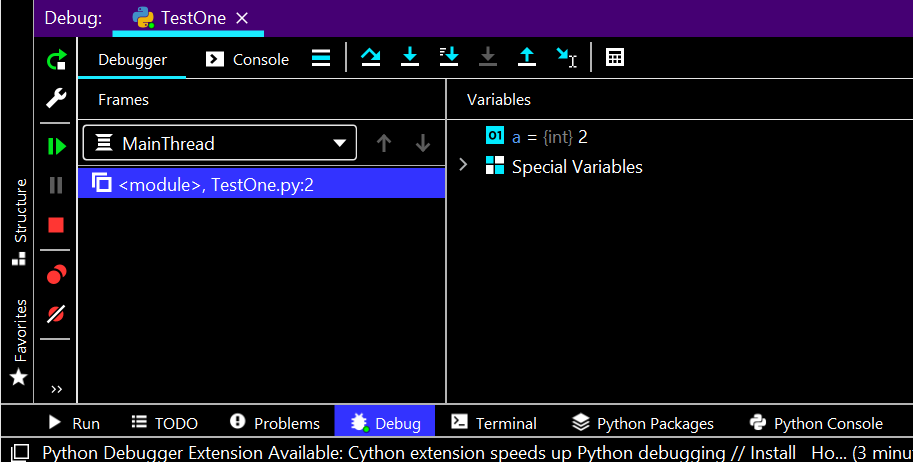 Debug: TestOne
Debugger Console
Frames Variables
MainThread
<module>, TestOne.py:2
01 a = {int} 2
Special Variables
Structure
Favorites
Run TODO Problems Debug Terminal Python Packages Python Console
Python Debugger Extension Available: Cython extension speeds up Python debugging // Install Ho... (3 minu